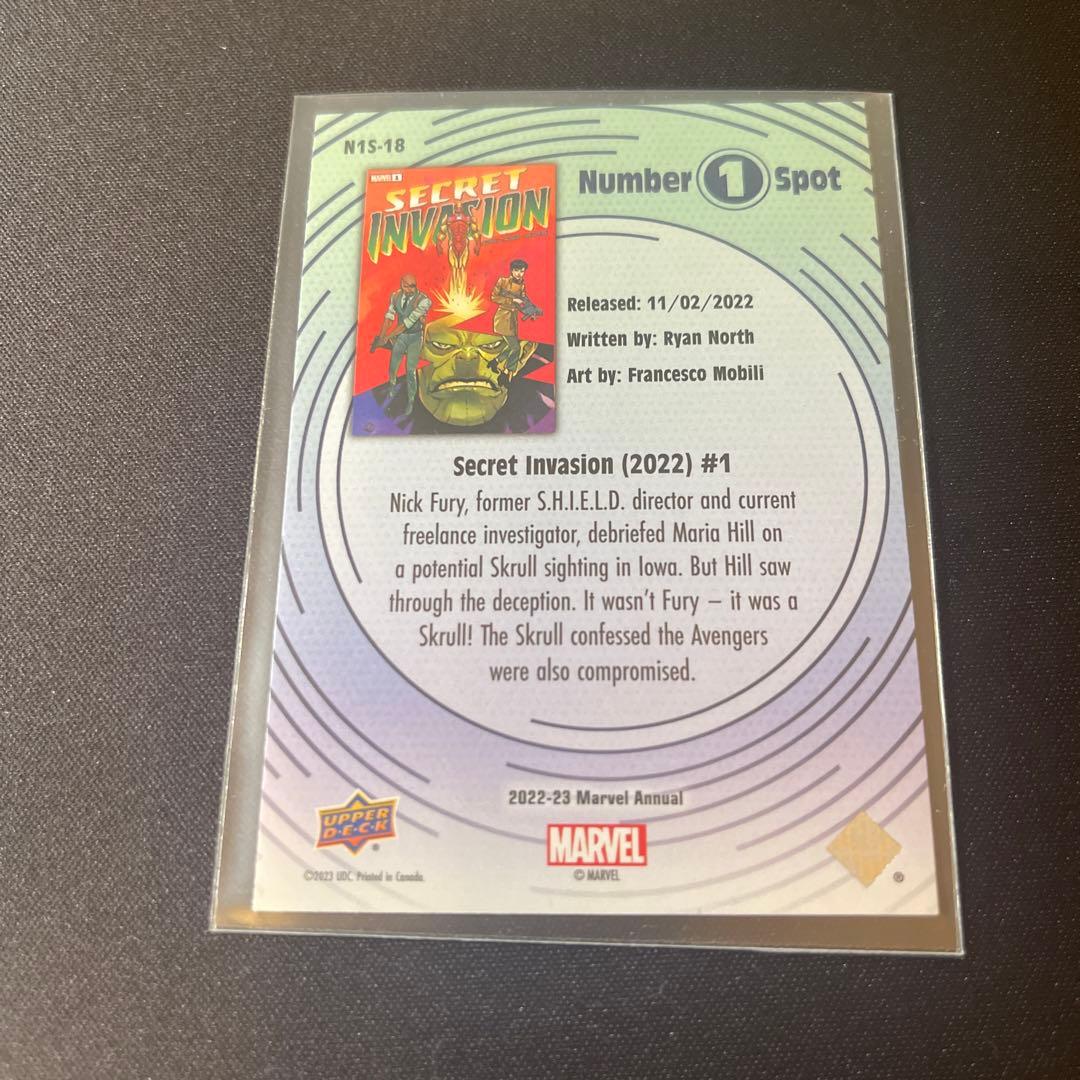 N1S-18
Number 1 Spot
MARVEL 1
SECRET
INVASION
Released: 11/02/2022
Written by: Ryan North
Art by: Francesco Mobili
Secret Invasion (2022) #1
Nick Fury, former S.H.I.E.L.D. director and current
freelance investigator, debriefed Maria Hill on
a potential Skrull sighting in Iowa. But Hill saw
through the deception. It wasn't Fury – it was a
Skrull! The Skrull confessed the Avengers
were also compromised.
2022-23 Marvel Annual
UPPER
D·E·C·K
®
MARVEL
© MARVEL
©2023 UDC. Printed in Canada.
®